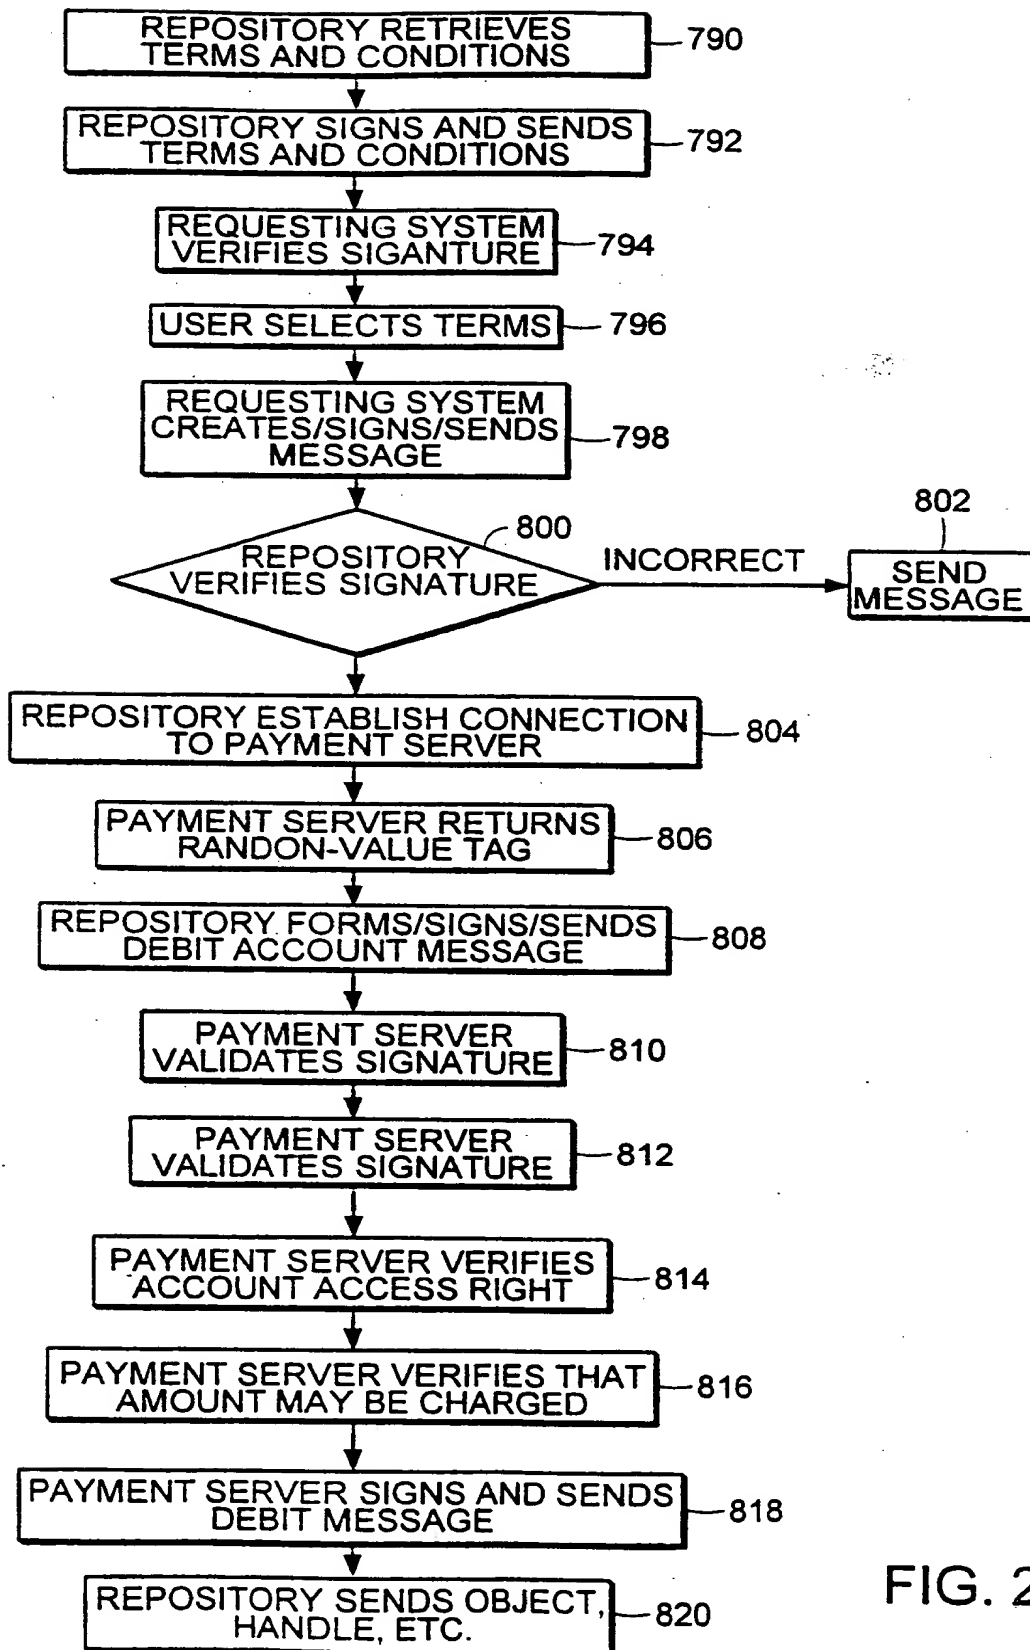 REPOSITORY RETRIEVES
TERMS AND CONDITIONS
790
REPOSITORY SIGNS AND SENDS
TERMS AND CONDITIONS
792
REQUESTING SYSTEM
VERIFIES SIGANTURE
794
USER SELECTS TERMS
796
REQUESTING SYSTEM
CREATES/SIGNS/SENDS
MESSAGE
798
800
REPOSITORY
VERIFIES SIGNATURE
INCORRECT
802
SEND
MESSAGE
REPOSITORY ESTABLISH CONNECTION
TO PAYMENT SERVER
804
PAYMENT SERVER RETURNS
RANDON-VALUE TAG
806
REPOSITORY FORMS/SIGNS/SENDS
DEBIT ACCOUNT MESSAGE
808
PAYMENT SERVER
VALIDATES SIGNATURE
810
PAYMENT SERVER
VALIDATES SIGNATURE
812
PAYMENT SERVER VERIFIES
ACCOUNT ACCESS RIGHT
814
PAYMENT SERVER VERIFIES THAT
AMOUNT MAY BE CHARGED
816
PAYMENT SERVER SIGNS AND SENDS
DEBIT MESSAGE
818
REPOSITORY SENDS OBJECT,
HANDLE, ETC.
820
FIG. 2